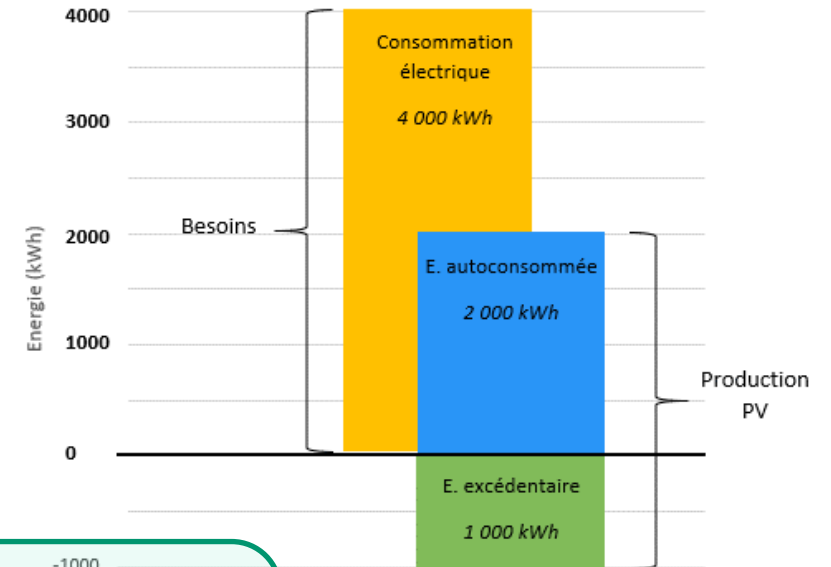 4000
Consommation
électrique
4 000 kWh
3000
Besoins
2000
E. autoconsommée
2 000 kWh
Energie (kWh)
1000
Production
PV
0
E. excédentaire
1 000 kWh
-1000